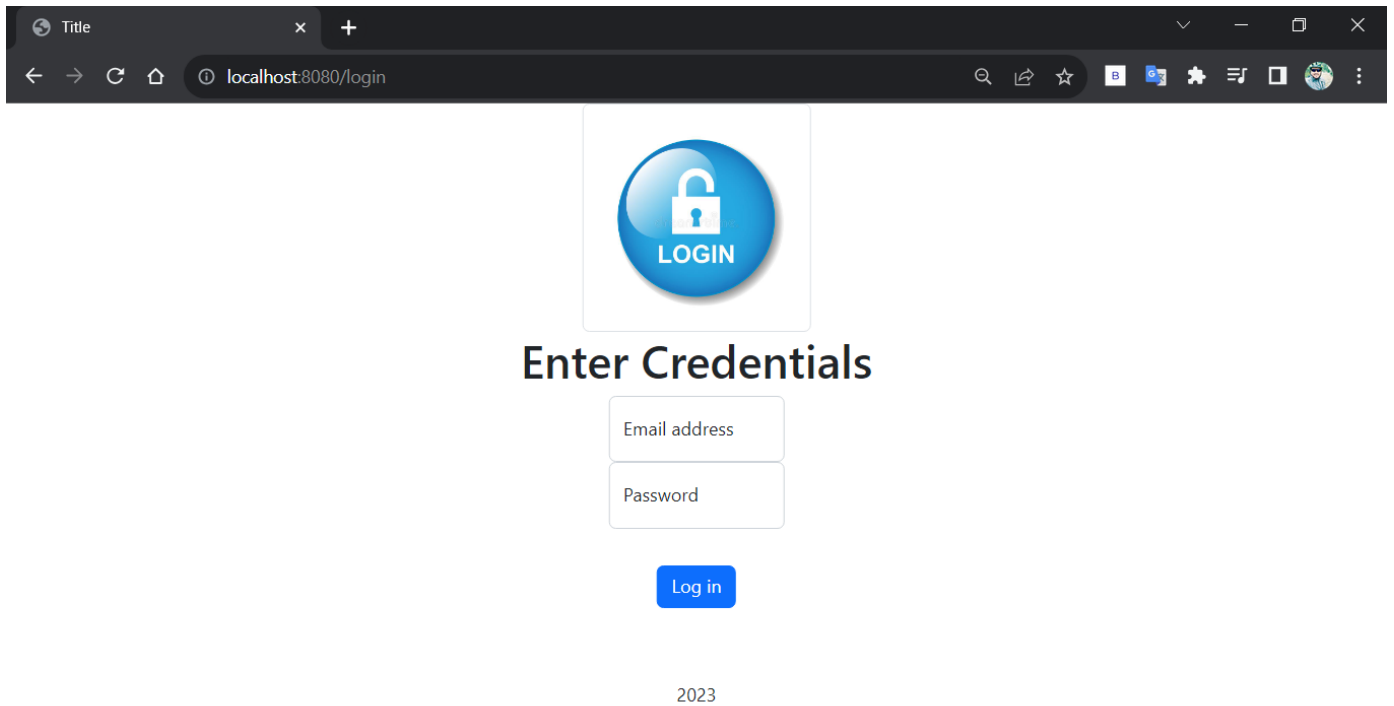 Title
localhost:8080/login
B
G
LOGIN
Enter Credentials
Email address
Password
Log in
2023